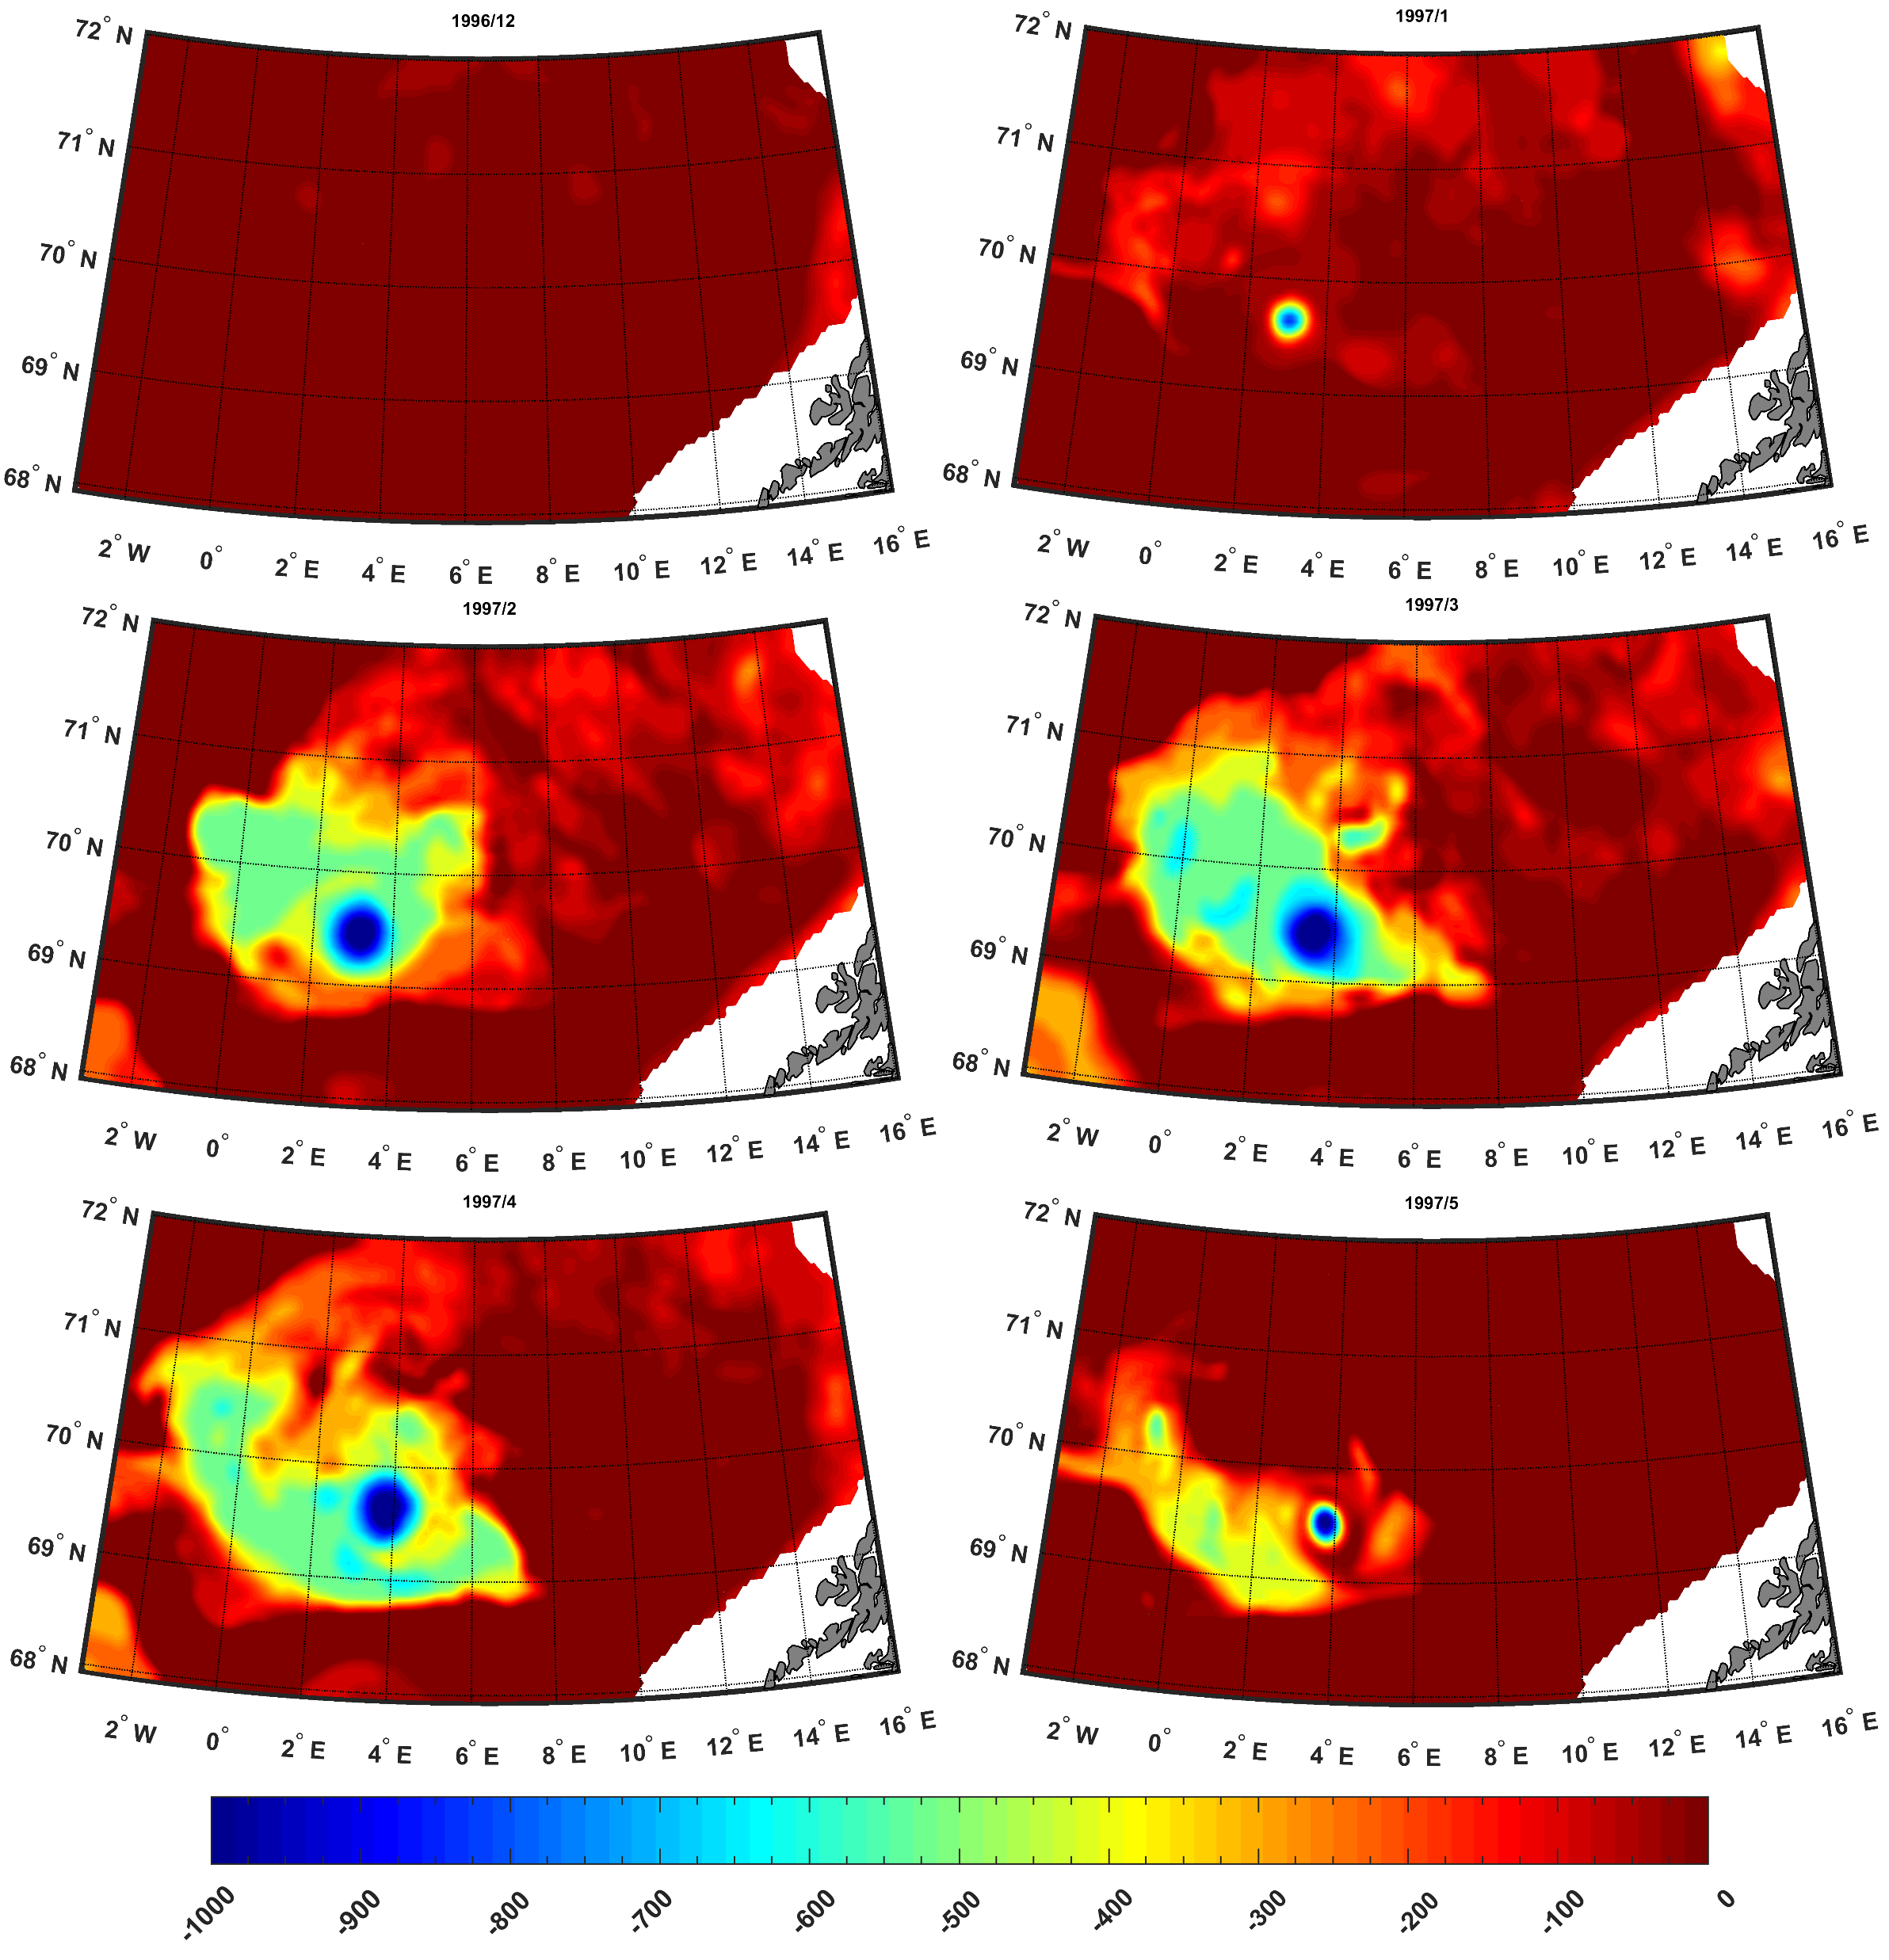 1996/12
72° N
71° N
70° N
69° N
68° N
2° W 0° 2° E 4° E 6° E 8° E 10° E 12° E 14° E 16° E
1997/1
72° N
71° N
70° N
69° N
68° N
2° W 0° 2° E 4° E 6° E 8° E 10° E 12° E 14° E 16° E
1997/2
72° N
71° N
70° N
69° N
68° N
2° W 0° 2° E 4° E 6° E 8° E 10° E 12° E 14° E 16° E
1997/3
72° N
71° N
70° N
69° N
68° N
2° W 0° 2° E 4° E 6° E 8° E 10° E 12° E 14° E 16° E
1997/4
72° N
71° N
70° N
69° N
68° N
2° W 0° 2° E 4° E 6° E 8° E 10° E 12° E 14° E 16° E
1997/5
72° N
71° N
70° N
69° N
68° N
2° W 0° 2° E 4° E 6° E 8° E 10° E 12° E 14° E 16° E
-1000 -900 -800 -700 -600 -500 -400 -300 -200 -100 0